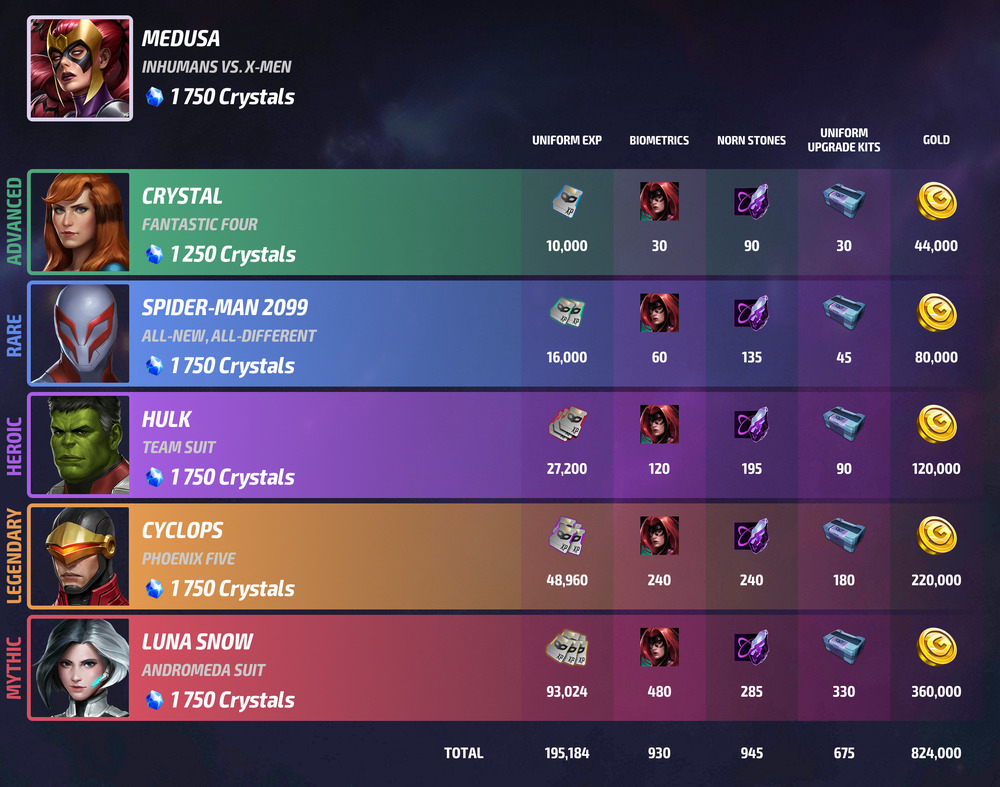 MEDUSA
INHUMANS VS. X-MEN
1 750 Crystals
UNIFORM EXP BIOMETRICS NORN STONES UNIFORM UPGRADE KITS GOLD
ADVANCED
CRYSTAL
FANTASTIC FOUR
1 250 Crystals
XP
10,000 30 90 30 44,000
RARE
SPIDER-MAN 2099
ALL-NEW, ALL-DIFFERENT
1 750 Crystals
XP
16,000 60 135 45 80,000
HEROIC
HULK
TEAM SUIT
1 750 Crystals
XP
27,200 120 195 90 120,000
LEGENDARY
CYCLOPS
PHOENIX FIVE
1 750 Crystals
XP
48,960 240 240 180 220,000
MYTHIC
LUNA SNOW
ANDROMEDA SUIT
1 750 Crystals
XP
93,024 480 285 330 360,000
TOTAL 195,184 930 945 675 824,000